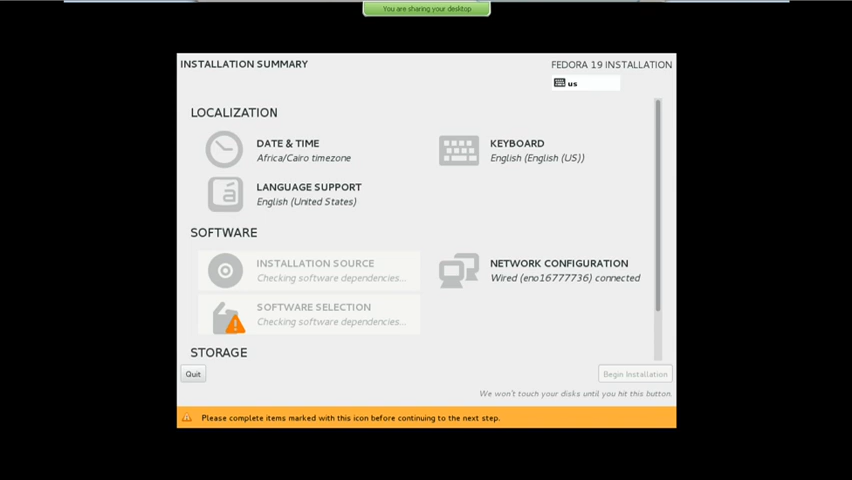 You are sharing your desktop
INSTALLATION SUMMARY
FEDORA 19 INSTALLATION
us
LOCALIZATION
DATE & TIME
Africa/Cairo timezone
KEYBOARD
English (English (US))
LANGUAGE SUPPORT
English (United States)
SOFTWARE
INSTALLATION SOURCE
Checking software dependencies...
NETWORK CONFIGURATION
Wired (eno16777736) connected
SOFTWARE SELECTION
Checking software dependencies...
STORAGE
Quit
Begin Installation
We won't touch your disks until you hit this button.
Please complete items marked with this icon before continuing to the next step.